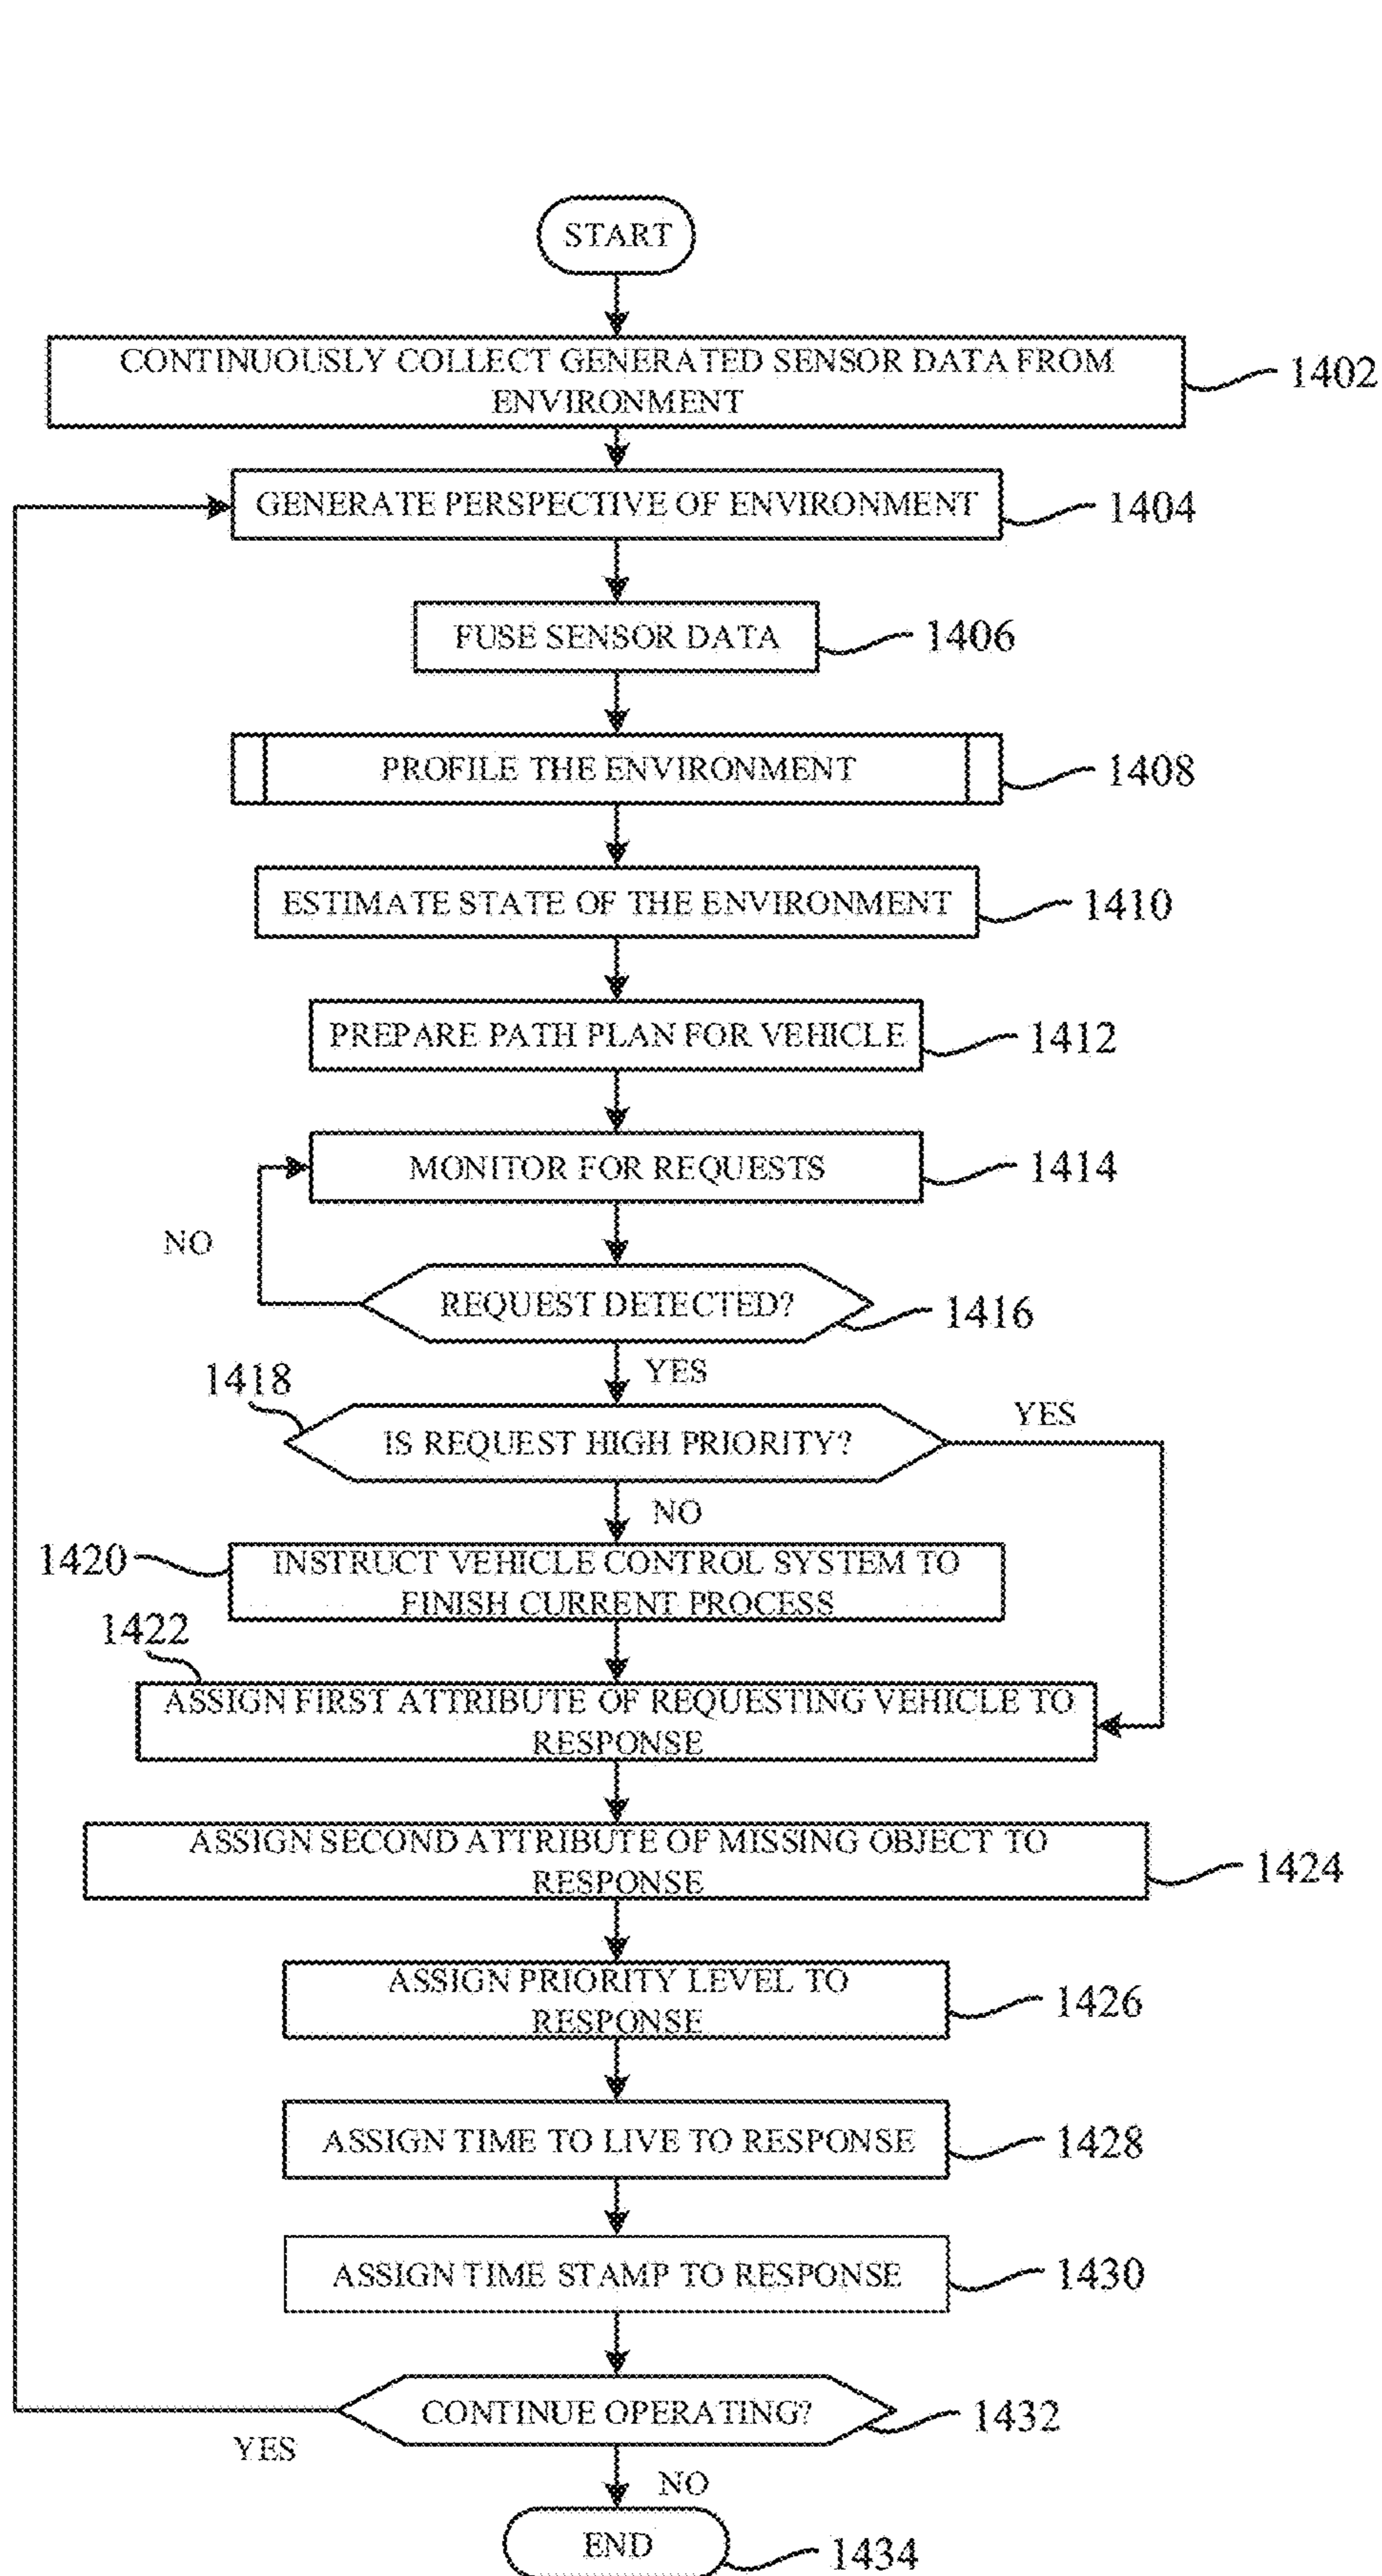 START
CONTINUOUSLY COLLECT GENERATED SENSOR DATA FROM
ENVIRONMENT
1402
GENERATE PERSPECTIVE OF ENVIRONMENT
1404
FUSE SENSOR DATA
1406
PROFILE THE ENVIRONMENT
1408
ESTIMATE STATE OF THE ENVIRONMENT
1410
PREPARE PATH PLAN FOR VEHICLE
1412
MONITOR FOR REQUESTS
1414
NO
REQUEST DETECTED?
1416
YES
1418
IS REQUEST HIGH PRIORITY?
YES
NO
1420
INSTRUCT VEHICLE CONTROL SYSTEM TO
FINISH CURRENT PROCESS
1422
ASSIGN FIRST ATTRIBUTE OF REQUESTING VEHICLE TO
RESPONSE
ASSIGN SECOND ATTRIBUTE OF MISSING OBJECT TO
RESPONSE
1424
ASSIGN PRIORITY LEVEL TO
RESPONSE
1426
ASSIGN TIME TO LIVE TO RESPONSE
1428
ASSIGN TIME STAMP TO RESPONSE
1430
CONTINUE OPERATING?
1432
YES
NO
END
1434